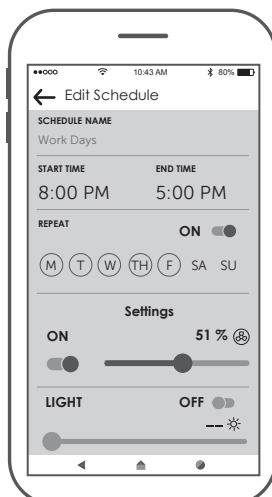 10:43 AM 80%
Edit Schedule
SCHEDULE NAME
Work Days
START TIME END TIME
8:00 PM 5:00 PM
REPEAT ON
M T W TH F SA SU
Settings
ON 51 %
LIGHT OFF
--